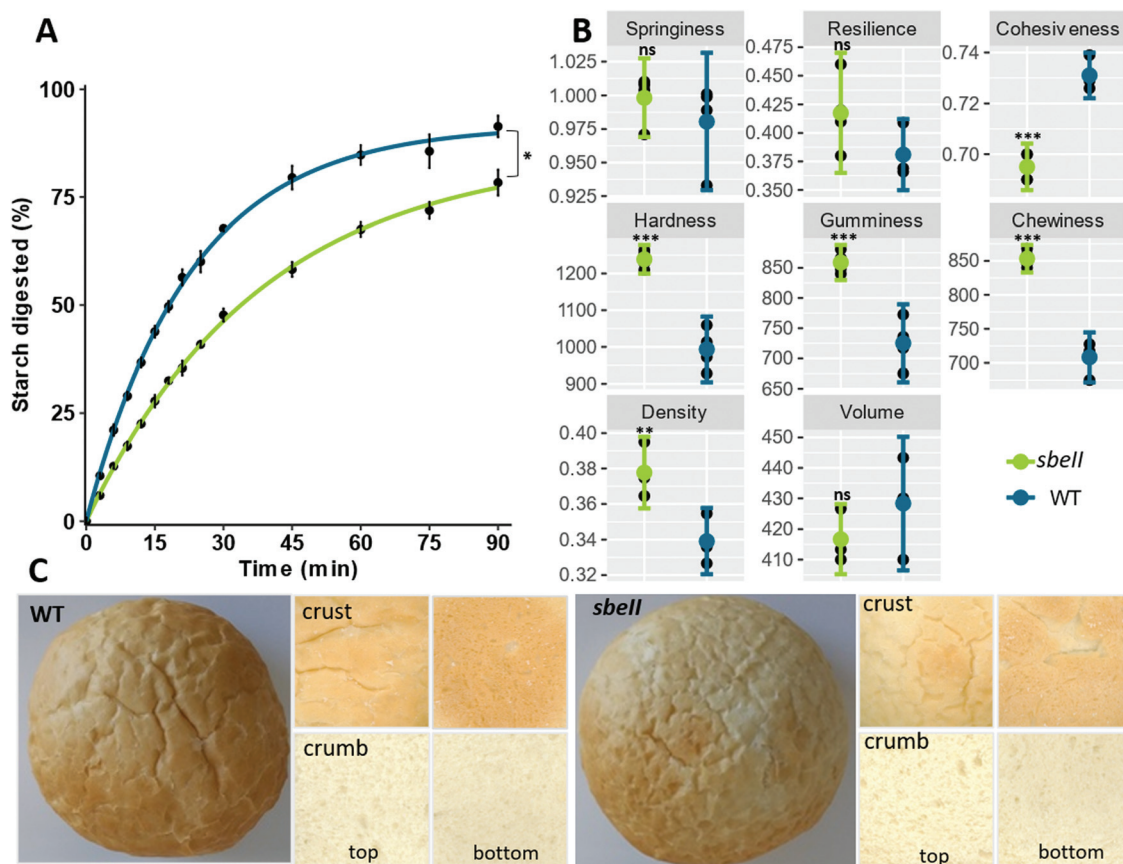 A
Starch digested (%)
100
75
50
25
0
0 15 30 45 60 75 90
Time (min)
*
B
Springiness
1.025
1.000
0.975
0.950
0.925
ns
Resilience
0.475
0.450
0.425
0.400
0.375
0.350
ns
Cohesiveness
0.74
0.72
0.70
***
Hardness
1200
1100
1000
900
***
Gumminess
850
800
750
700
650
***
Chewiness
850
800
750
700
***
Density
0.40
0.38
0.36
0.34
0.32
**
Volume
450
440
430
420
410
ns
sbeII
WT
C
WT
crust
crumb
top
bottom
sbeII
crust
crumb
top
bottom